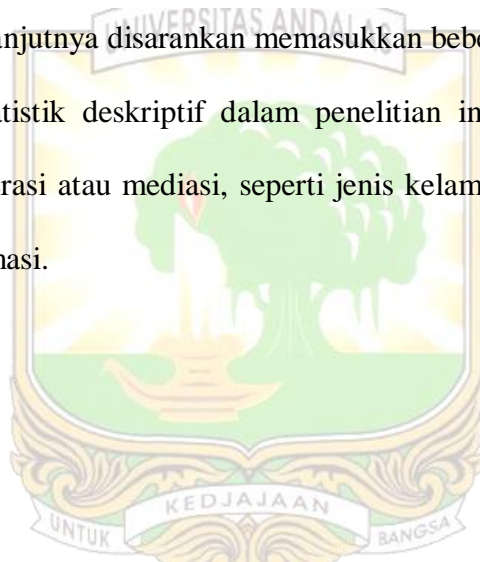 UNIVERSITAS ANDALAS
anjutnya disarankan memasukkan bebe
atistik deskriptif dalam penelitian in
rasi atau mediasi, seperti jenis kelam
nasi.
KEDJAJAAN
UNTUK BANGSA